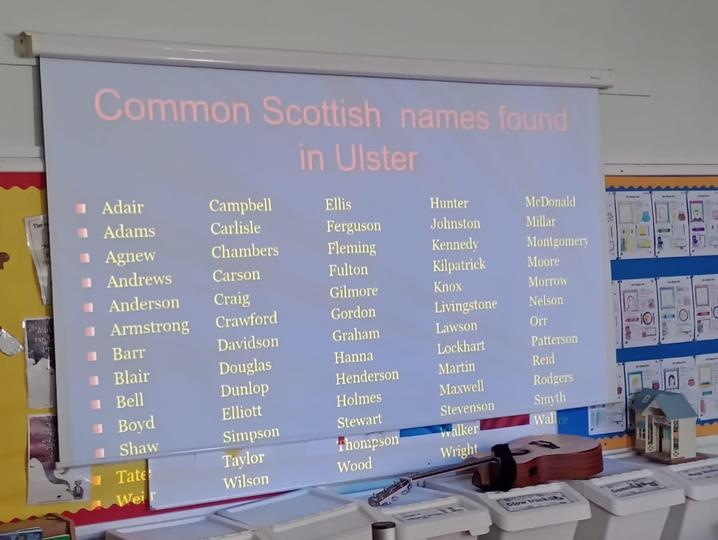 Common Scottish names found
in Ulster
Adair Campbell Ellis Hunter McDonald
Adams Carlisle Ferguson Johnston Millar
Agnew Chambers Fleming Kennedy Montgomery
Andrews Carson Fulton Kilpatrick Moore
Anderson Craig Gilmore Knox Morrow
Armstrong Crawford Gordon Livingstone Nelson
Barr Davidson Graham Lawson Orr
Blair Douglas Hanna Lockhart Patterson
Bell Dunlop Henderson Martin Reid
Boyd Elliott Holmes Maxwell Rodgers
Shaw Simpson Stewart Stevenson Smyth
Tate Taylor Thompson Walker
Weir Wilson Wood Wright